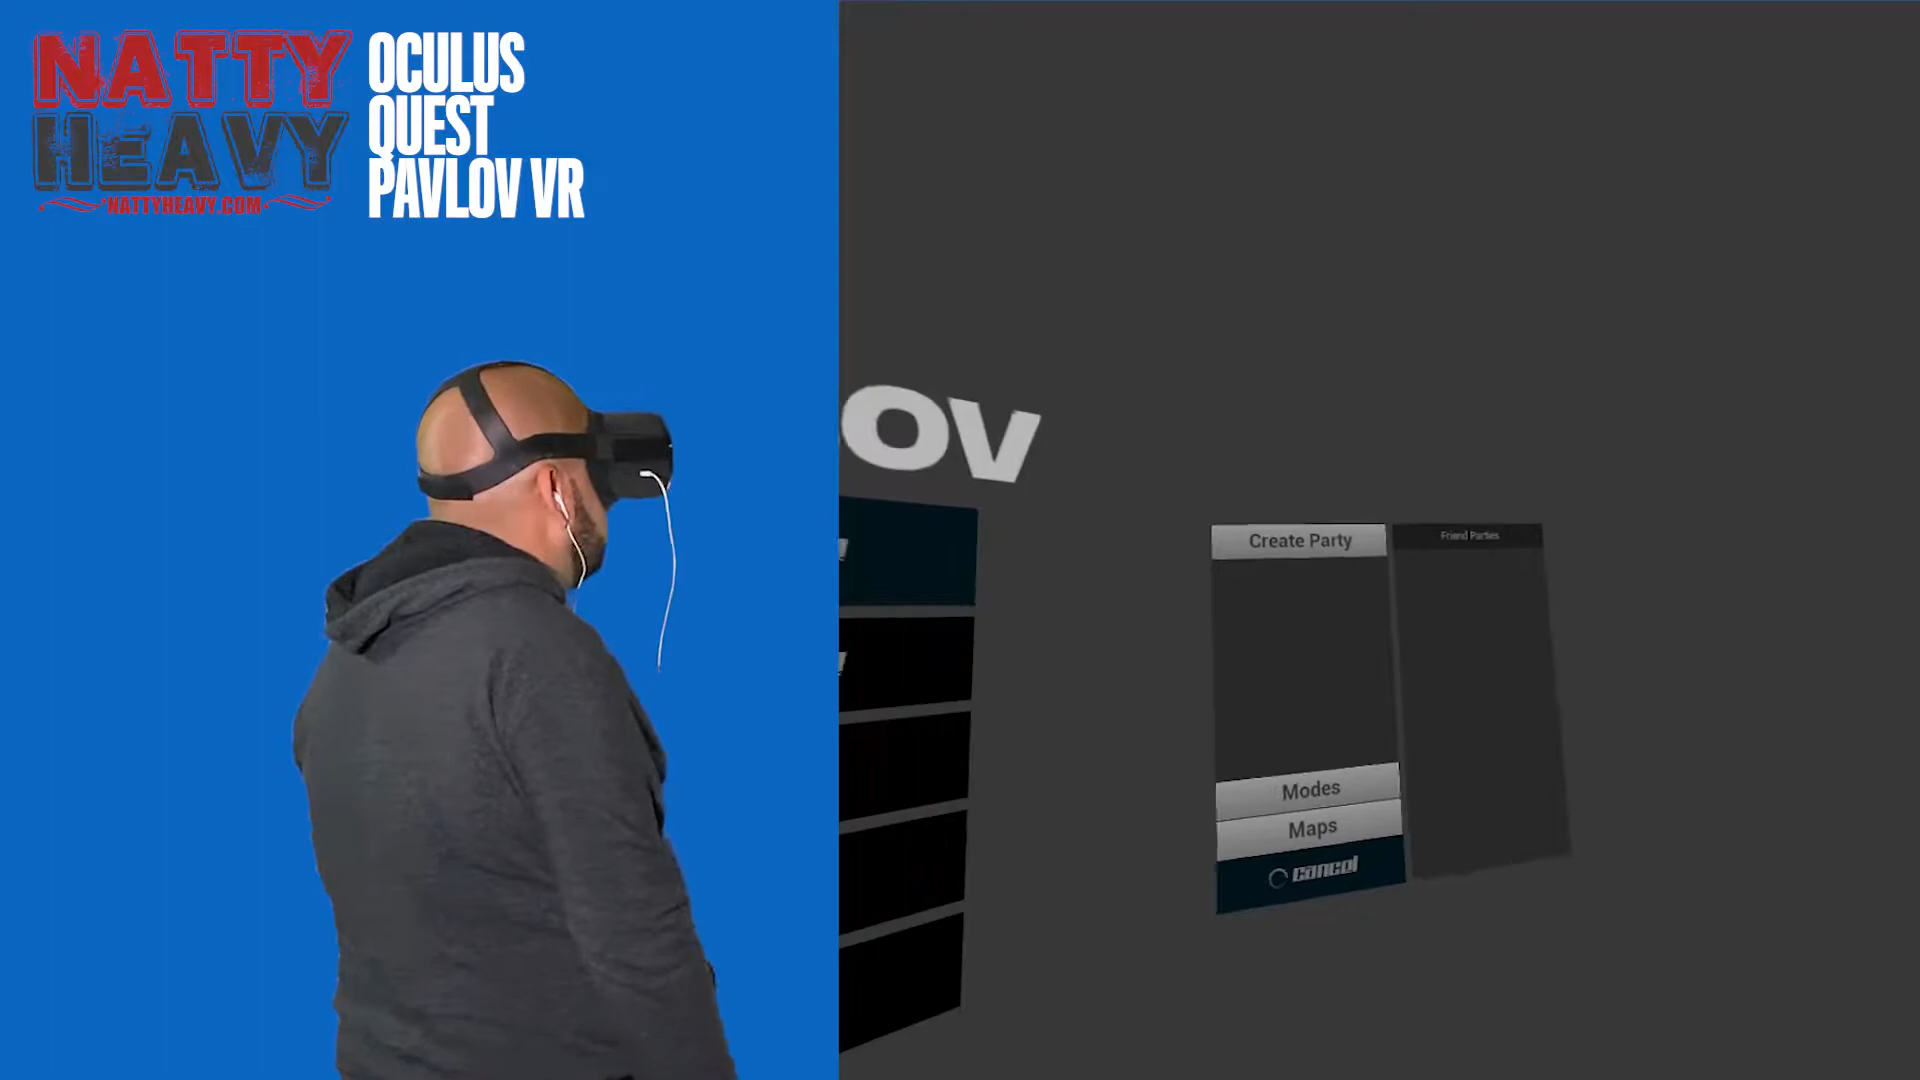 NATTY
HEAVY
NATTYHEAVY.COM
OCULUS
QUEST
PAVLOV VR
OV
Create Party
Friend Parties
Modes
Maps
cancel